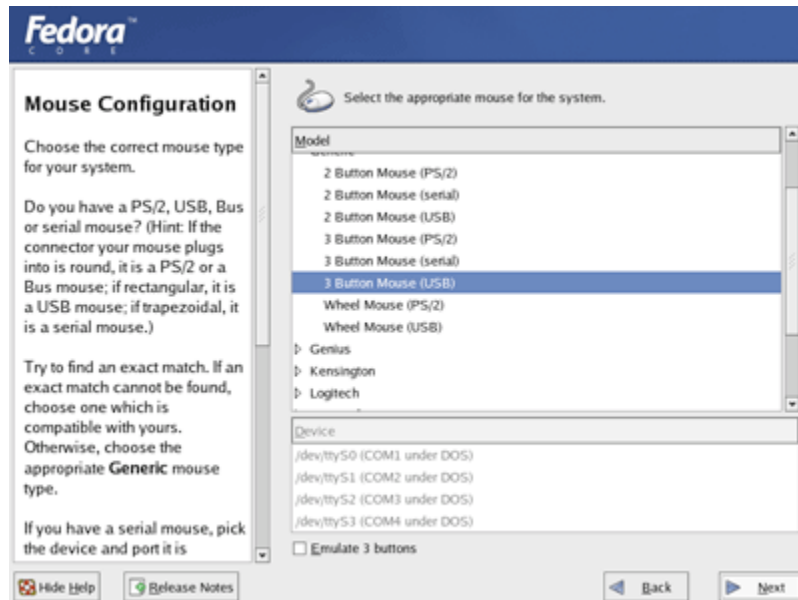 Fedora™
CORE
Mouse Configuration
Choose the correct mouse type
for your system.
Do you have a PS/2, USB, Bus
or serial mouse? (Hint: If the
connector your mouse plugs
into is round, it is a PS/2 or a
Bus mouse; if rectangular, it is
a USB mouse; if trapezoidal, it
is a serial mouse.)
Try to find an exact match. If an
exact match cannot be found,
choose one which is
compatible with yours.
Otherwise, choose the
appropriate Generic mouse
type.
If you have a serial mouse, pick
the device and port it is
Select the appropriate mouse for the system.
Model
Generic
2 Button Mouse (PS/2)
2 Button Mouse (serial)
2 Button Mouse (USB)
3 Button Mouse (PS/2)
3 Button Mouse (serial)
3 Button Mouse (USB)
Wheel Mouse (PS/2)
Wheel Mouse (USB)
Genius
Kensington
Logitech
Device
/dev/ttyS0 (COM1 under DOS)
/dev/ttyS1 (COM2 under DOS)
/dev/ttyS2 (COM3 under DOS)
/dev/ttyS3 (COM4 under DOS)
Emulate 3 buttons
Hide Help
Release Notes
Back
Next